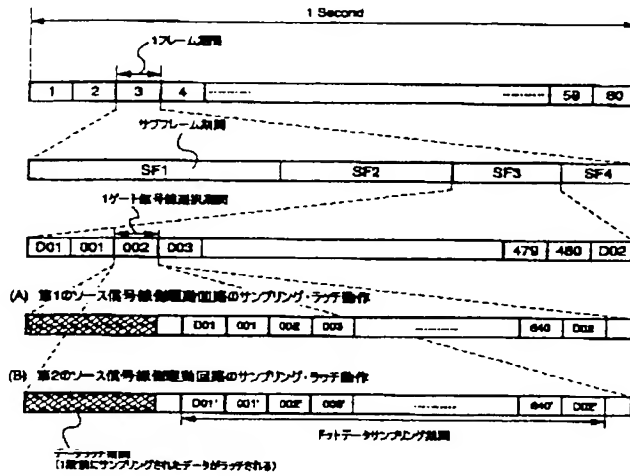 1 Second
1フレーム期間
1 2 3 4 ............ ............ 59 60
サブフレーム期間
SF1 SF2 SF3 SF4
1ゲート信号線選択期間
D01 001 002 D03 479 480 D02
(A) 第1のソース信号線側駆動回路のサンプリング・ラッチ動作
D01 001 002 003 ............ 640 D02
(B) 第2のソース信号線側駆動回路のサンプリング・ラッチ動作
D01' 001' 002' 003' ............ 640' D02'
ドットデータサンプリング期間
データラッチ期間
(1段前にサンプリングされたデータがラッチされる)